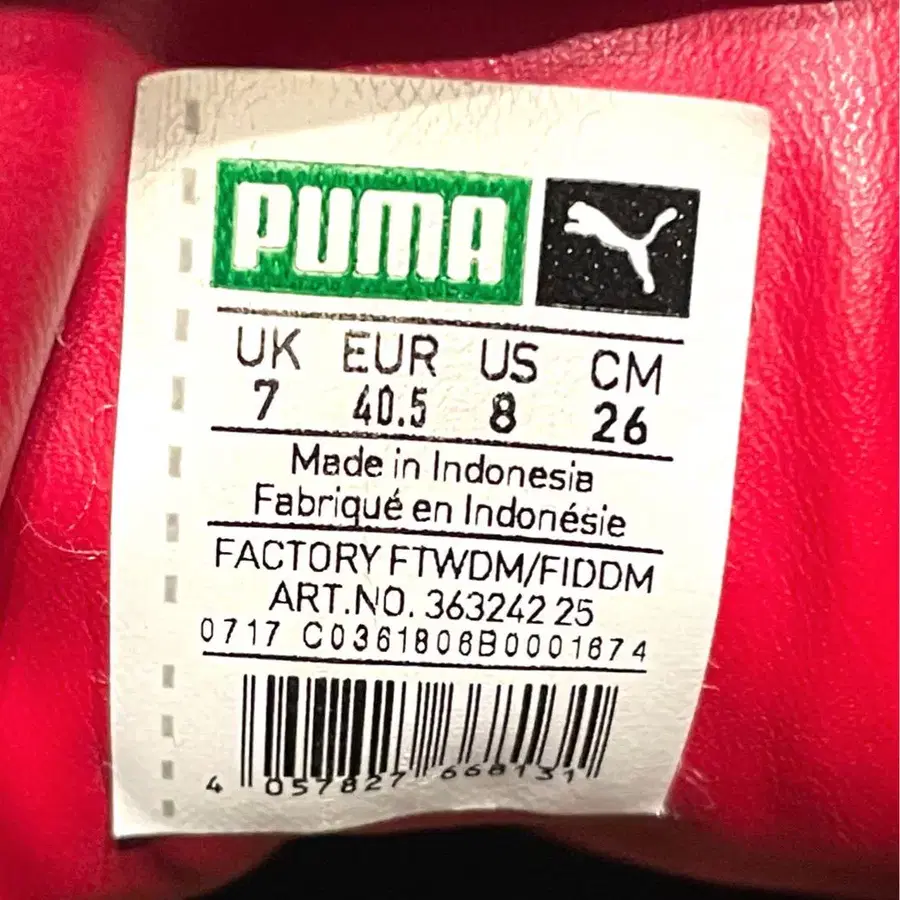 PUMA
UK EUR US CM
7 40.5 8 26
Made in Indonesia
Fabriqué en Indonésie
FACTORY FTWDM/FIDDM
ART.NO. 363242 25
0717 C0361806B0001674
4 057827 668131